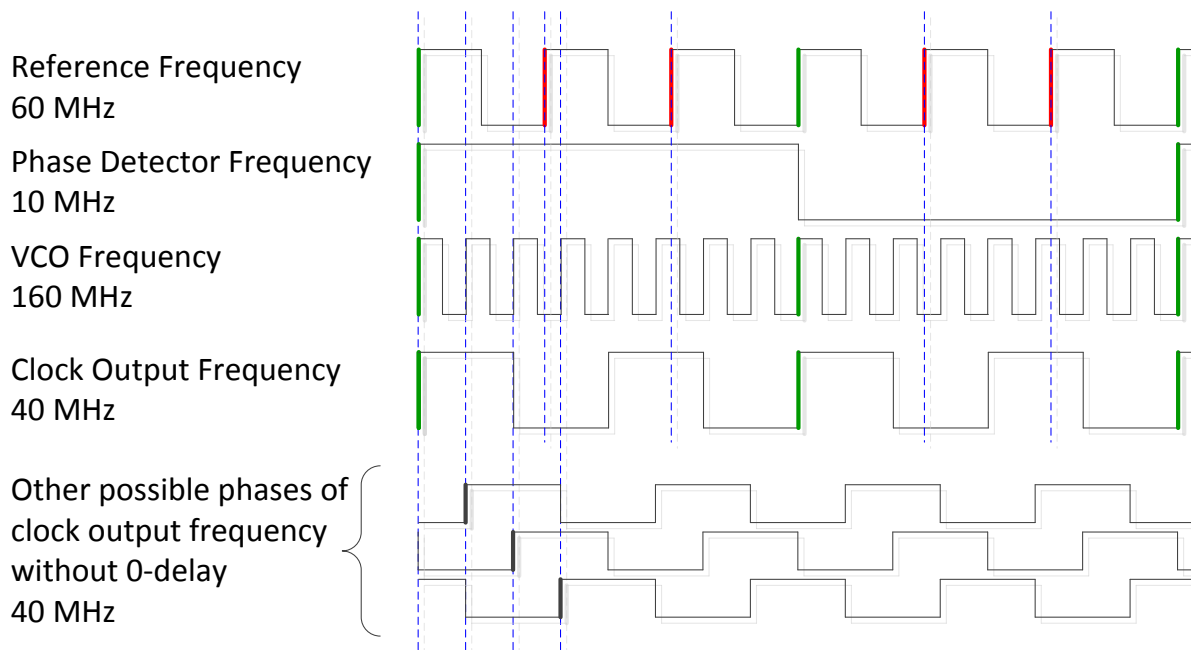 Reference Frequency
60 MHz
Phase Detector Frequency
10 MHz
VCO Frequency
160 MHz
Clock Output Frequency
40 MHz
Other possible phases of
clock output frequency
without 0-delay
40 MHz